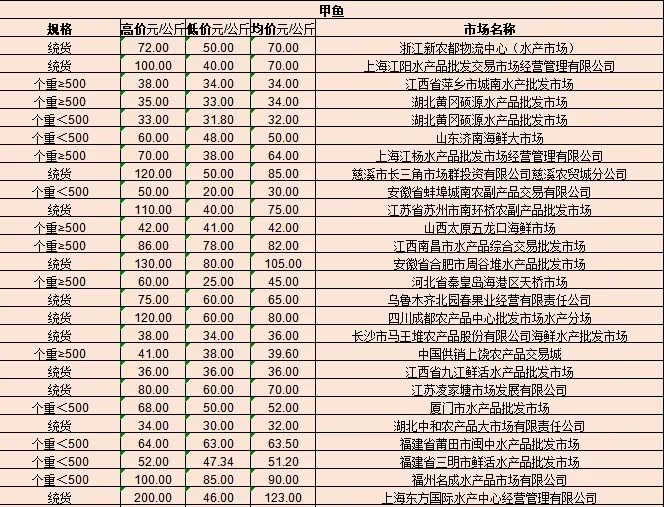 甲鱼
规格 高价元/公斤 低价元/公斤 均价元/公斤 市场名称
统货 72.00 50.00 70.00 浙江新农都物流中心（水产市场）
统货 100.00 40.00 70.00 上海江阳水产品批发交易市场经营管理有限公司
个重≥500 38.00 34.00 34.00 江西省萍乡市城南水产批发市场
个重≥500 35.00 33.00 34.00 湖北黄冈硕源水产品批发市场
个重＜500 33.00 31.80 32.00 湖北黄冈硕源水产品批发市场
个重＜500 60.00 48.00 50.00 山东济南海鲜大市场
个重≥500 70.00 38.00 64.00 上海江杨水产品批发市场经营管理有限公司
统货 120.00 50.00 85.00 慈溪市长三角市场群投资有限公司慈溪农贸城分公司
个重＜500 50.00 20.00 30.00 安徽省蚌埠城南农副产品交易有限公司
统货 110.00 40.00 75.00 江苏省苏州市南环桥农副产品批发市场
个重≥500 42.00 41.00 42.00 山西太原五龙口海鲜市场
个重≥500 86.00 78.00 82.00 江西南昌市水产品综合交易批发市场
统货 130.00 80.00 105.00 安徽省合肥市周谷堆水产品批发市场
个重≥500 60.00 25.00 45.00 河北省秦皇岛海港区天桥市场
统货 75.00 60.00 65.00 乌鲁木齐北园春果业经营有限责任公司
统货 120.00 60.00 80.00 四川成都农产品中心批发市场水产分场
统货 38.00 34.00 36.00 长沙市马王堆农产品股份有限公司海鲜水产批发市场
个重≥500 41.00 38.00 39.60 中国供销上饶农产品交易城
统货 36.00 36.00 36.00 江西省九江鲜活水产品批发市场
统货 80.00 60.00 70.00 江苏凌家塘市场发展有限公司
个重＜500 68.00 50.00 52.00 厦门市水产品批发市场
统货 34.00 30.00 32.00 湖北中和农产品大市场有限责任公司
个重＜500 64.00 63.00 63.50 福建省莆田市闽中水产品批发市场
个重＜500 52.00 47.34 51.20 福建省三明市鲜活水产品批发市场
个重＜500 100.00 85.00 90.00 福州名成水产品市场有限公司
统货 200.00 46.00 123.00 上海东方国际水产中心经营管理有限公司